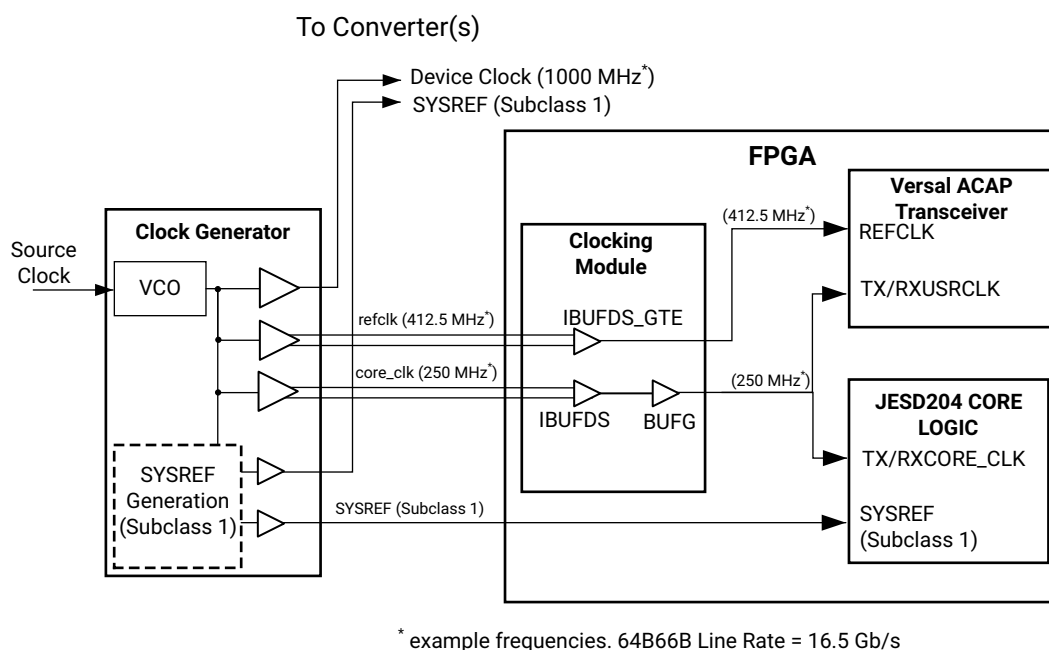 To Converter(s)
Device Clock (1000 MHz*)
SYSREF (Subclass 1)
FPGA
Versal ACAP
Transceiver
REFCLK
TX/RXUSRCLK
(412.5 MHz*)
Clock Generator
Source
Clock
VCO
Clocking
Module
refclk (412.5 MHz*)
IBUFDS_GTE
core_clk (250 MHz*)
(250 MHz*)
IBUFDS
BUFG
JESD204 CORE
LOGIC
TX/RXCORE_CLK
SYSREF
(Subclass 1)
SYSREF
Generation
(Subclass 1)
SYSREF (Subclass 1)
* example frequencies. 64B66B Line Rate = 16.5 Gb/s